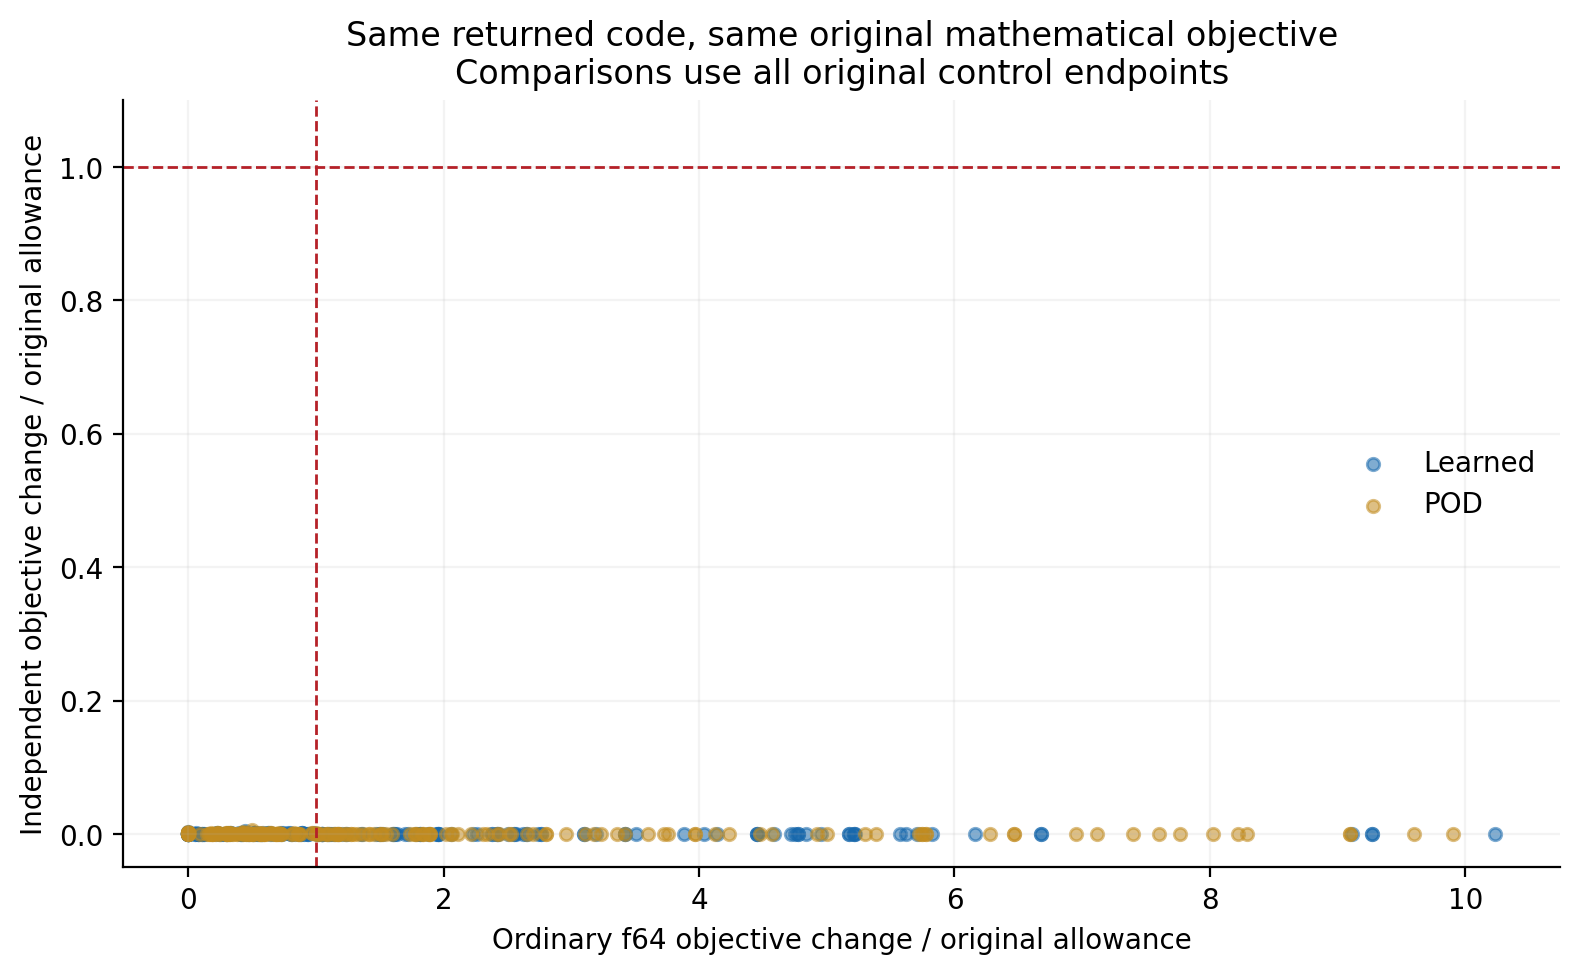 Same returned code, same original mathematical objective
Comparisons use all original control endpoints
Independent objective change / original allowance
1.0
0.8
0.6
0.4
0.2
0.0
Learned
POD
0 2 4 6 8 10
Ordinary f64 objective change / original allowance